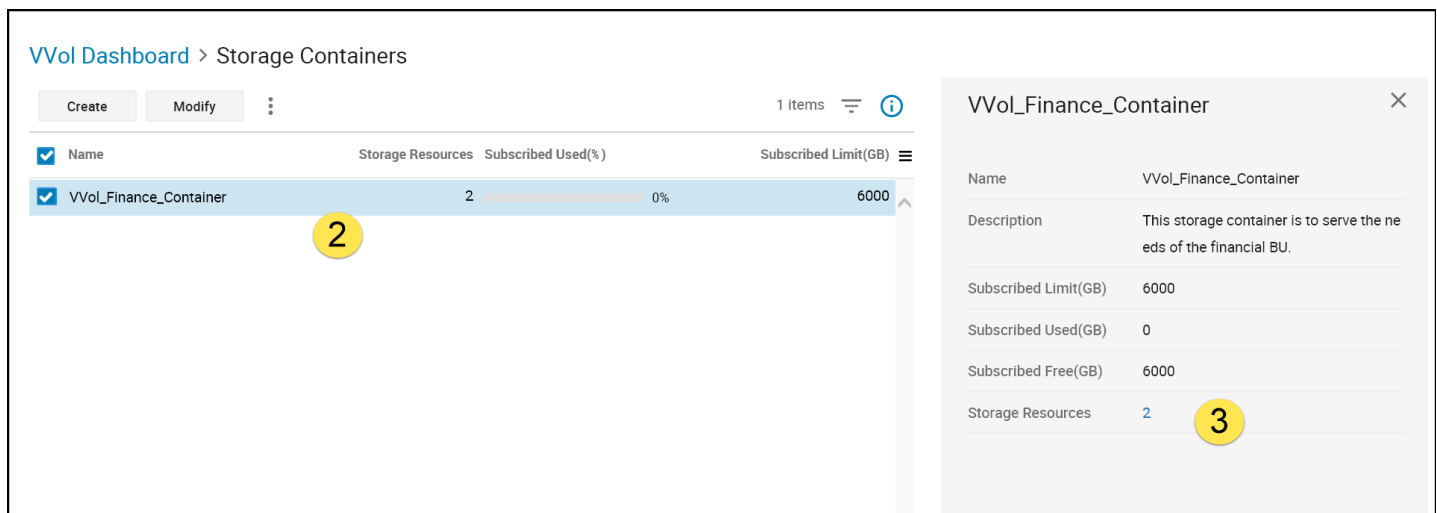 VVol Dashboard > Storage Containers
Create Modify 1 items
Name Storage Resources Subscribed Used(%) Subscribed Limit(GB)
VVol_Finance_Container 2 0% 6000
2
VVol_Finance_Container
Name VVol_Finance_Container
Description This storage container is to serve the ne
eds of the financial BU.
Subscribed Limit(GB) 6000
Subscribed Used(GB) 0
Subscribed Free(GB) 6000
Storage Resources 2
3